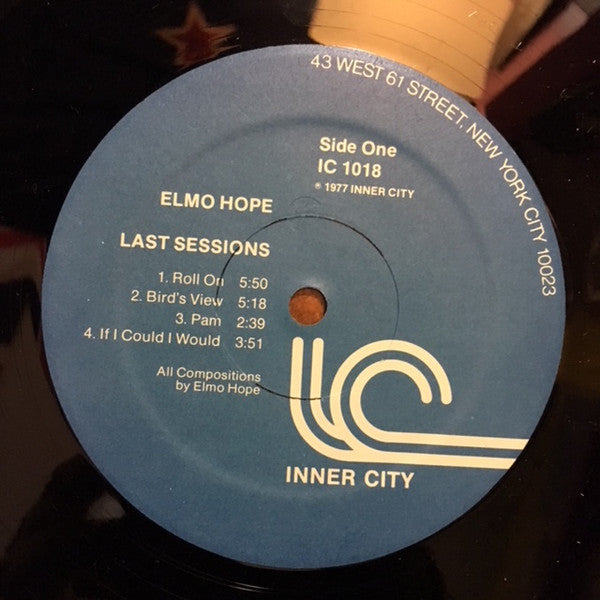 43 WEST 61 STREET, NEW YORK CITY 10023
Side One
IC 1018
℗ 1977 INNER CITY
ELMO HOPE
LAST SESSIONS
1. Roll On 5:50
2. Bird's View 5:18
3. Pam 2:39
4. If I Could I Would 3:51
All Compositions
by Elmo Hope
IC
INNER CITY